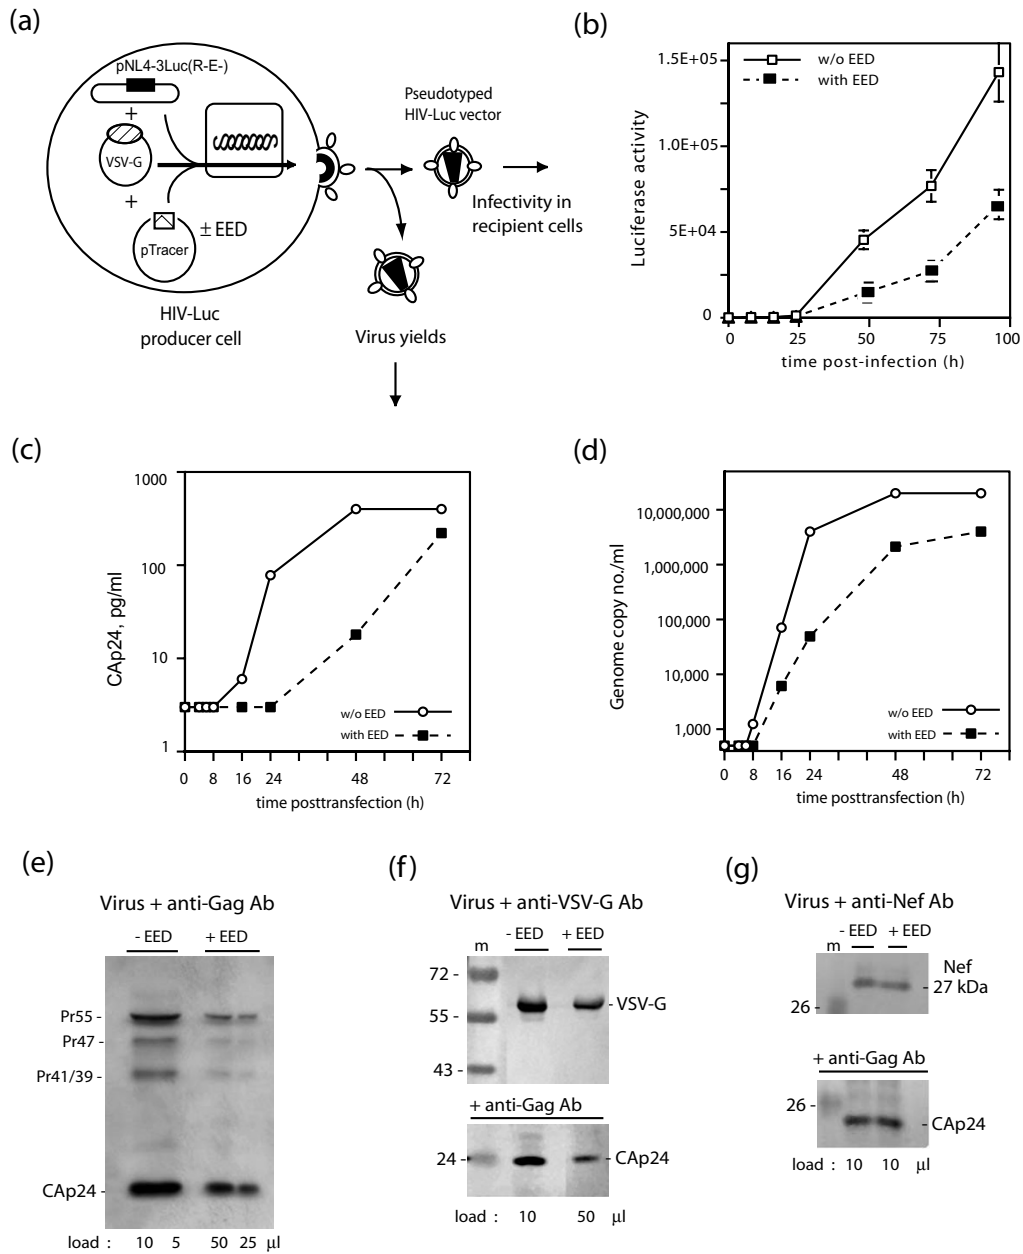 (a)
pNL4-3Luc(R-E-)
+
VSV-G
+
± EED
pTracer
HIV-Luc
producer cell
Pseudotyped
HIV-Luc vector
Infectivity in
recipient cells
Virus yields
(b)
1.5E+05
1.0E+05
5E+04
0
Luciferase activity
w/o EED
with EED
0 25 50 75 100
time post-infection (h)
(c)
1000
100
10
1
CAp24, pg/ml
w/o EED
with EED
0 8 16 24 48 72
time posttransfection (h)
(d)
10,000,000
1,000,000
100,000
10,000
1,000
Genome copy no./ml
w/o EED
with EED
0 8 16 24 48 72
time posttransfection (h)
(e)
Virus + anti-Gag Ab
- EED + EED
Pr55 -
Pr47 -
Pr41/39 -
CAp24 -
load : 10 5 50 25 µl
(f)
Virus + anti-VSV-G Ab
- EED + EED
m
72 -
55 -
43 -
- VSV-G
+ anti-Gag Ab
24 -
- CAp24
load : 10 50 µl
(g)
Virus + anti-Nef Ab
m - EED + EED
Nef
- 27 kDa
26 -
+ anti-Gag Ab
26 -
- CAp24
load : 10 10 µl